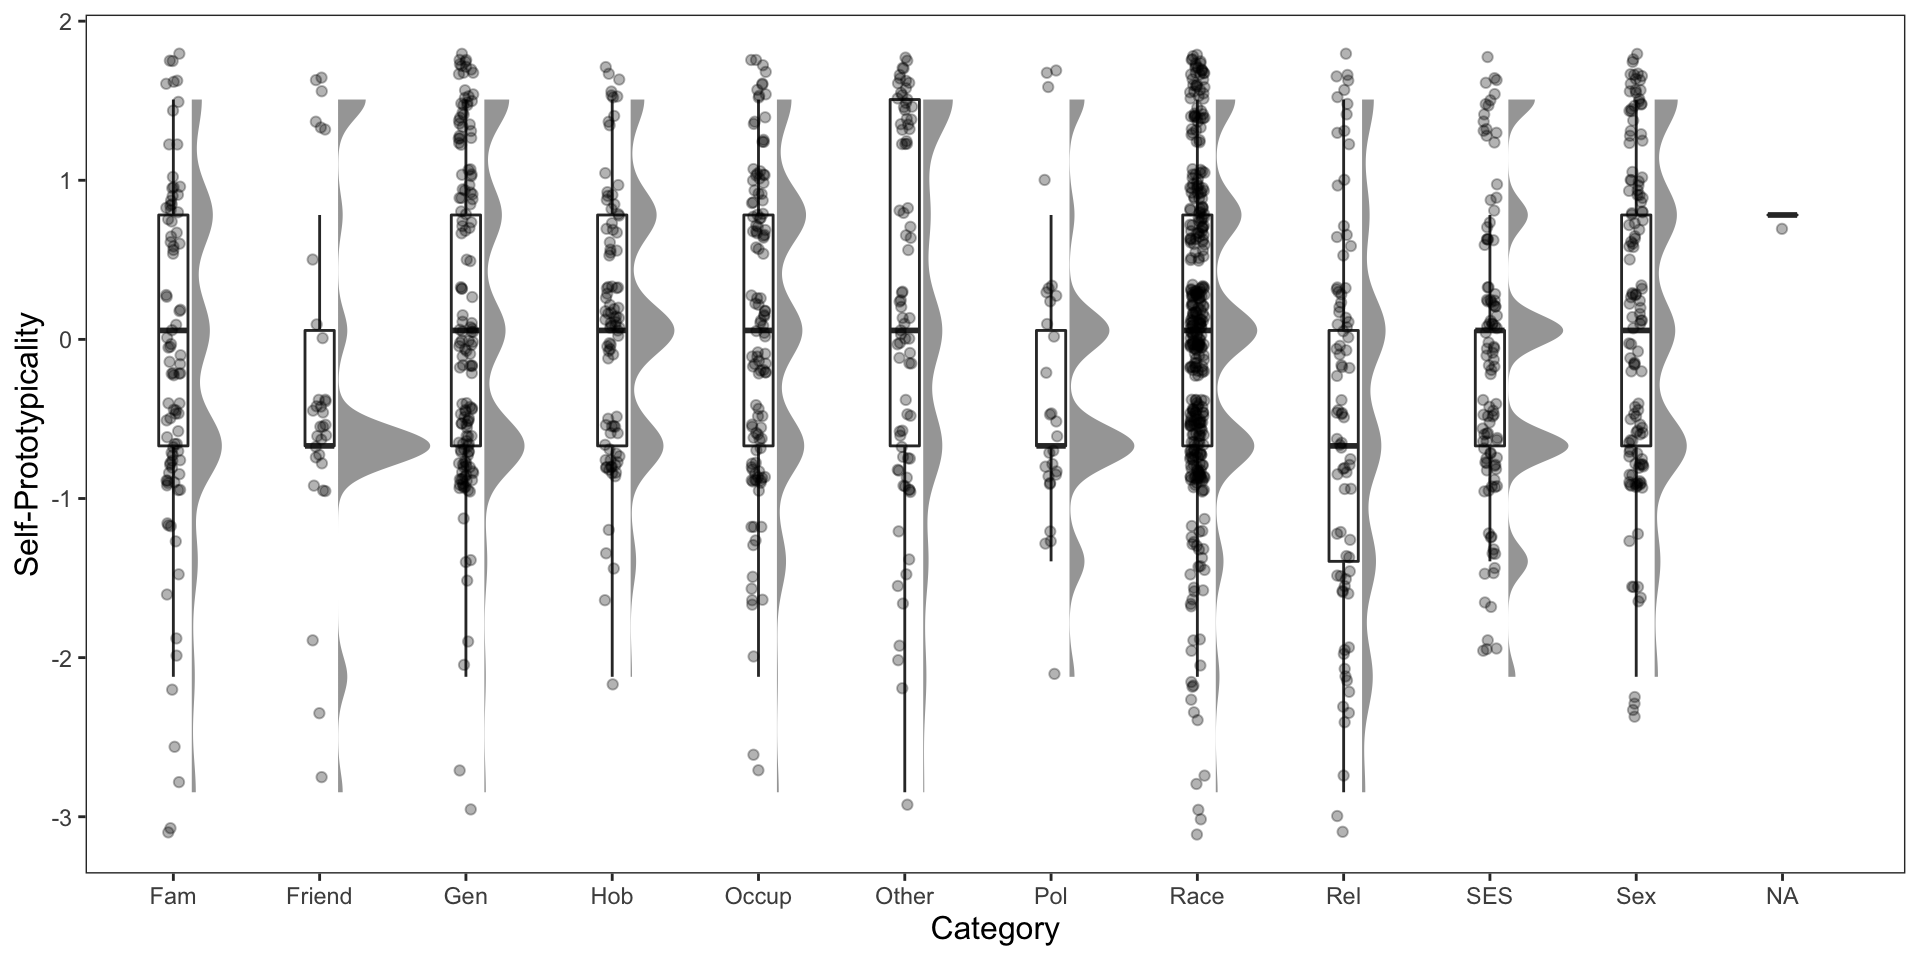 2
1
0
-1
-2
-3
Self-Prototypicality
Fam Friend Gen Hob Occup Other Pol Race Rel SES Sex NA
Category